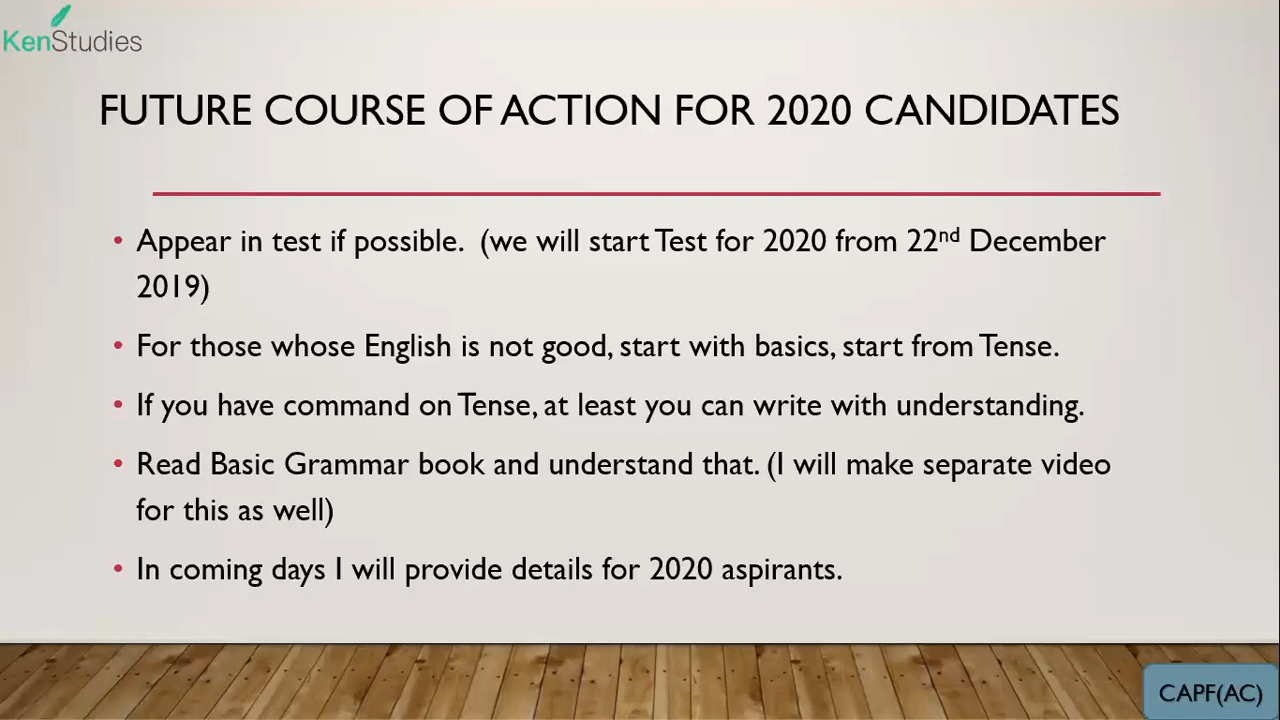 KenStudies
FUTURE COURSE OF ACTION FOR 2020 CANDIDATES
• Appear in test if possible. (we will start Test for 2020 from 22nd December
2019)
• For those whose English is not good, start with basics, start from Tense.
• If you have command on Tense, at least you can write with understanding.
• Read Basic Grammar book and understand that. (I will make separate video
for this as well)
• In coming days I will provide details for 2020 aspirants.
CAPF(AC)